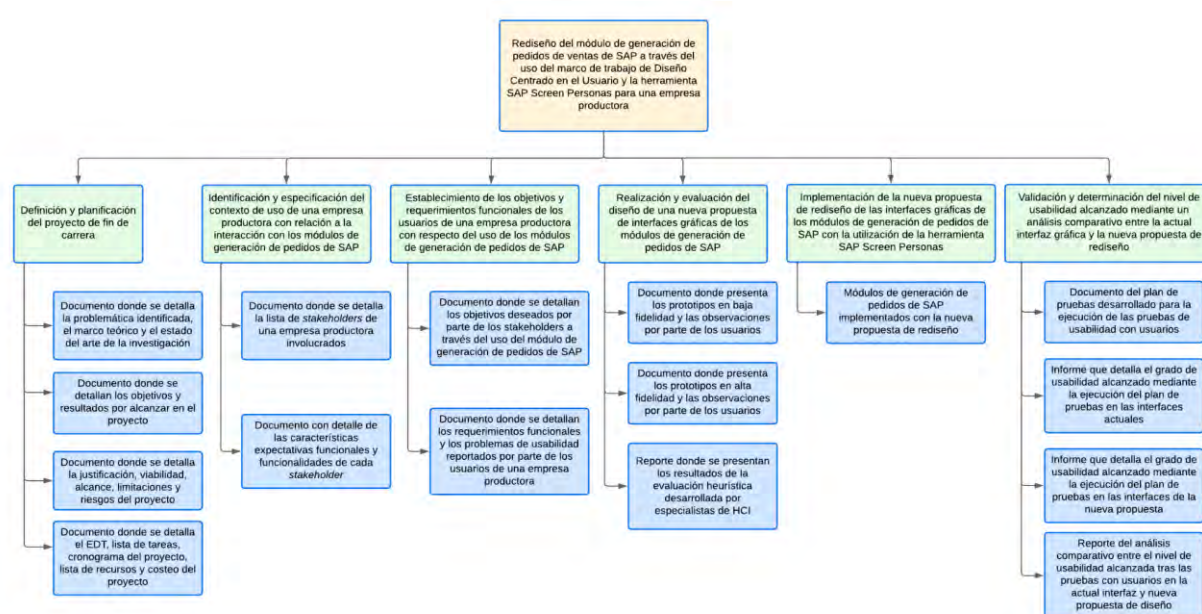 Rediseño del módulo de generación de
pedidos de ventas de SAP a través del
uso del marco de trabajo de Diseño
Centrado en el Usuario y la herramienta
SAP Screen Personas para una empresa
productora
Definición y planificación
del proyecto de fin de
carrera
Documento donde se detalla
la problemática identificada,
el marco teórico y el estado
del arte de la investigación
Documento donde se
detallan los objetivos y
resultados por alcanzar en el
proyecto
Documento donde se detalla
la justificación, viabilidad,
alcance, limitaciones y
riesgos del proyecto
Documento donde se detalla
el EDT, lista de tareas,
cronograma del proyecto,
lista de recursos y costeo del
proyecto
Identificación y especificación del
contexto de uso de una empresa
productora con relación a la
interacción con los módulos de
generación de pedidos de SAP
Documento donde se detalla
la lista de stakeholders de
una empresa productora
involucrados
Documento con detalle de
las características
expectativas funcionales y
funcionalidades de cada
stakeholder
Establecimiento de los objetivos y
requerimientos funcionales de los
usuarios de una empresa productora
con respecto del uso de los módulos
de generación de pedidos de SAP
Documento donde se detallan
los objetivos deseados por
parte de los stakeholders a
través del uso del módulo de
generación de pedidos de SAP
Documento donde se detallan
los requerimientos funcionales
y los problemas de usabilidad
reportados por parte de los
usuarios de una empresa
productora
Realización y evaluación del
diseño de una nueva propuesta
de interfaces gráficas de los
módulos de generación de
pedidos de SAP
Documento donde presenta
los prototipos en baja
fidelidad y las observaciones
por parte de los usuarios
Documento donde presenta
los prototipos en alta
fidelidad y las observaciones
por parte de los usuarios
Reporte donde se presentan
los resultados de la
evaluación heurística
desarrollada por
especialistas de HCI
Implementación de la nueva propuesta
de rediseño de las interfaces gráficas de
los módulos de generación de pedidos de
SAP con la utilización de la herramienta
SAP Screen Personas
Módulos de generación de
pedidos de SAP
implementados con la nueva
propuesta de rediseño
Validación y determinación del nivel de
usabilidad alcanzado mediante un
análisis comparativo entre la actual
interfaz gráfica y la nueva propuesta de
rediseño
Documento del plan de
pruebas desarrollado para la
ejecución de las pruebas de
usabilidad con usuarios
Informe que detalla el grado de
usabilidad alcanzado mediante
la ejecución del plan de
pruebas en las interfaces
actuales
Informe que detalla el grado de
usabilidad alcanzado mediante
la ejecución del plan de
pruebas en las interfaces de la
nueva propuesta
Reporte del análisis
comparativo entre el nivel de
usabilidad alcanzada tras las
pruebas con usuarios en la
actual interfaz y nueva
propuesta de diseño